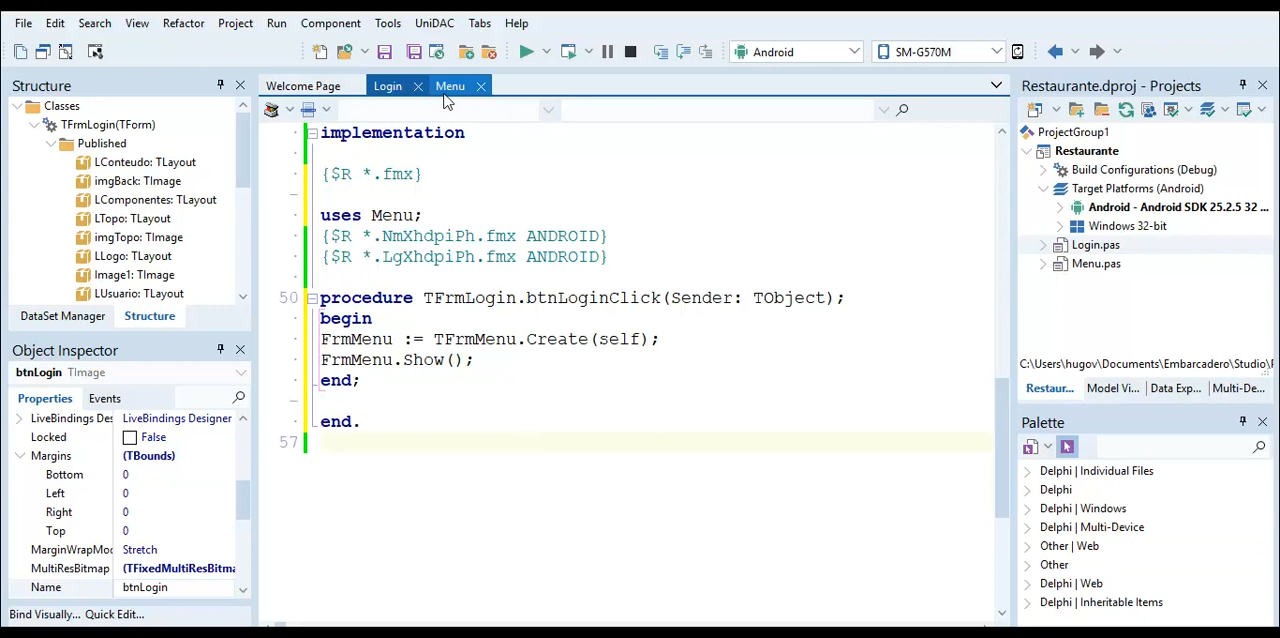 File Edit Search View Refactor Project Run Component Tools UniDAC Tabs Help
Android SM-G570M
Structure
Classes
TFrmLogin(TForm)
Published
LConteudo: TLayout
imgBack: TImage
LComponentes: TLayout
LTopo: TLayout
imgTopo: TImage
LLogo: TLayout
Image1: TImage
LUsuario: TLayout
DataSet Manager Structure
Object Inspector
btnLogin TImage
Properties Events
LiveBindings Des LiveBindings Designer
Locked False
Margins (TBounds)
Bottom 0
Left 0
Right 0
Top 0
MarginWrapMod Stretch
MultiResBitmap (TFixedMultiResBitma
Name btnLogin
Bind Visually... Quick Edit...
Welcome Page Login Menu
implementation
{$R *.fmx}
uses Menu;
{$R *.NmXhdpiPh.fmx ANDROID}
{$R *.LgXhdpiPh.fmx ANDROID}
50 procedure TFrmLogin.btnLoginClick(Sender: TObject);
begin
FrmMenu := TFrmMenu.Create(self);
FrmMenu.Show();
end;
end.
57
Restaurante.dproj - Projects
ProjectGroup1
Restaurante
Build Configurations (Debug)
Target Platforms (Android)
Android - Android SDK 25.2.5 32 ...
Windows 32-bit
Login.pas
Menu.pas
C:\Users\hugov\Documents\Embarcadero\Studio\F
Restaur... Model Vi... Data Exp... Multi-De...
Palette
Delphi | Individual Files
Delphi
Delphi | Windows
Delphi | Multi-Device
Other | Web
Other
Delphi | Web
Delphi | Inheritable Items